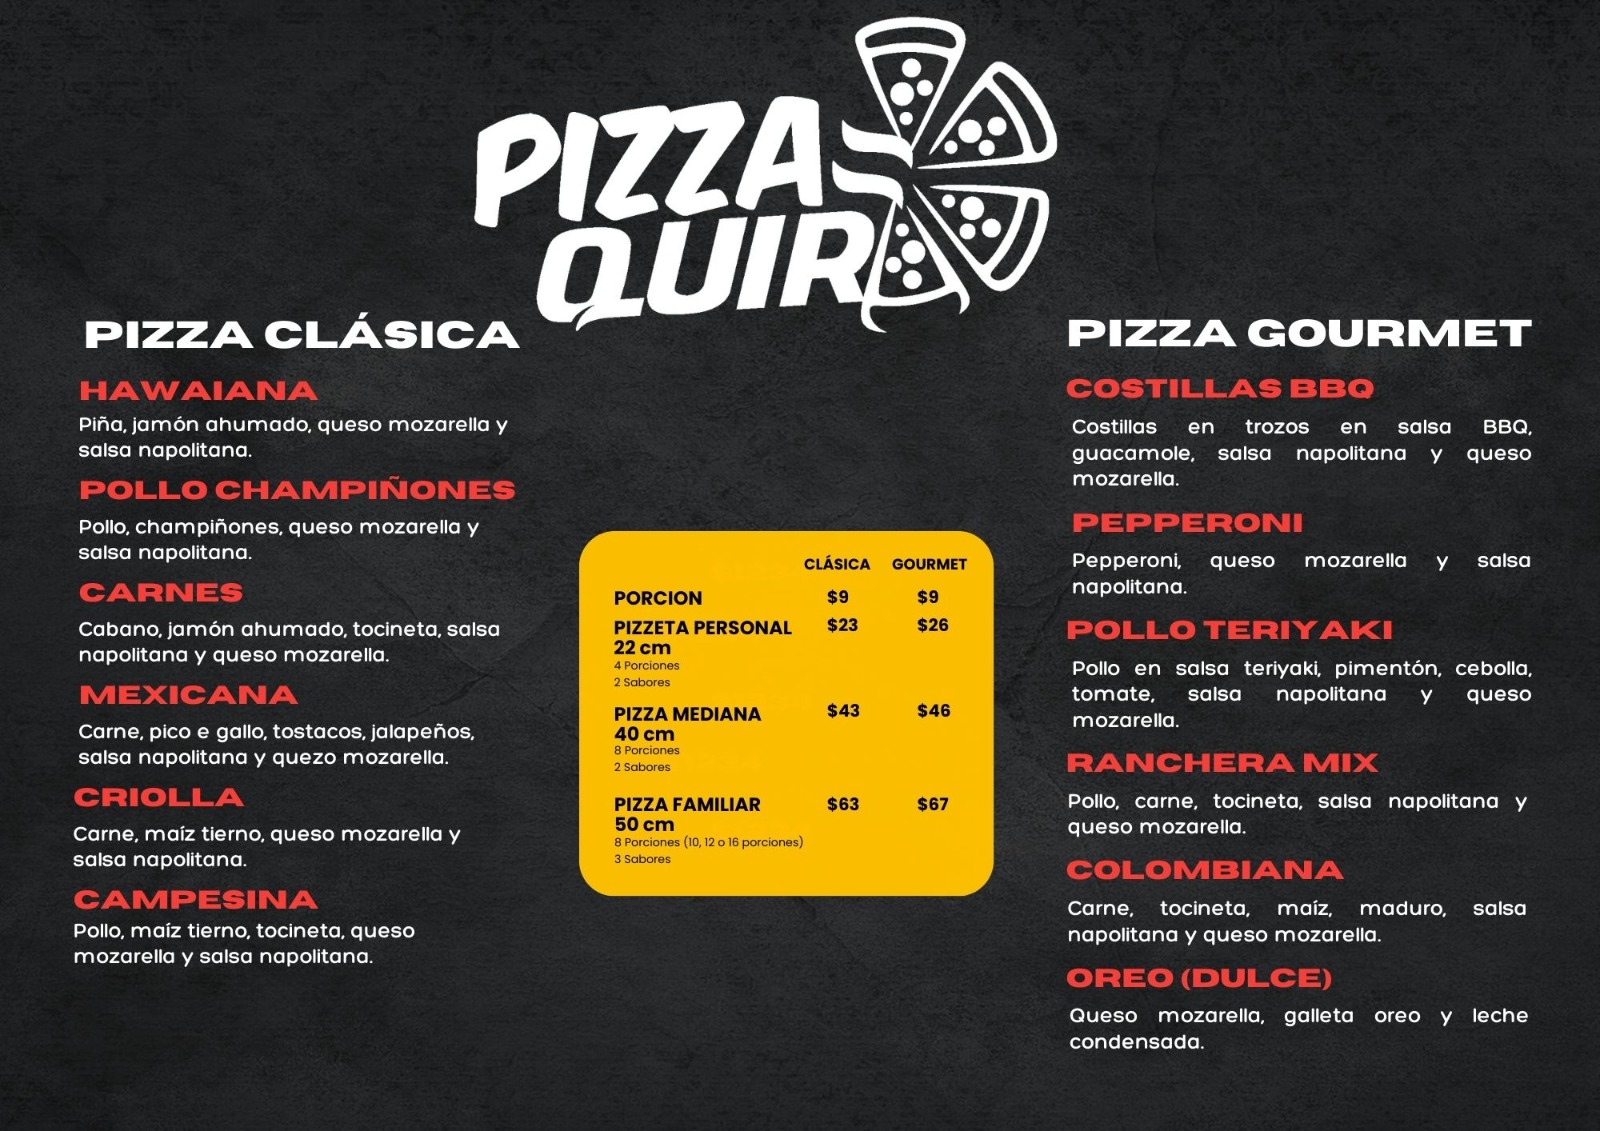 PIZZA
QUIRO
PIZZA CLÁSICA
HAWAIANA
Piña, jamón ahumado, queso mozarella y
salsa napolitana.
POLLO CHAMPIÑONES
Pollo, champiñones, queso mozarella y
salsa napolitana.
CARNES
Cabano, jamón ahumado, tocineta, salsa
napolitana y queso mozarella.
MEXICANA
Carne, pico e gallo, tostacos, jalapeños,
salsa napolitana y quezo mozarella.
CRIOLLA
Carne, maíz tierno, queso mozarella y
salsa napolitana.
CAMPESINA
Pollo, maíz tierno, tocineta, queso
mozarella y salsa napolitana.
CLÁSICA GOURMET
PORCION $9 $9
PIZZETA PERSONAL $23 $26
22 cm
4 Porciones
2 Sabores
PIZZA MEDIANA $43 $46
40 cm
8 Porciones
2 Sabores
PIZZA FAMILIAR $63 $67
50 cm
8 Porciones (10, 12 o 16 porciones)
3 Sabores
PIZZA GOURMET
COSTILLAS BBQ
Costillas en trozos en salsa BBQ,
guacamole, salsa napolitana y queso
mozarella.
PEPPERONI
Pepperoni, queso mozarella y salsa
napolitana.
POLLO TERIYAKI
Pollo en salsa teriyaki, pimentón, cebolla,
tomate, salsa napolitana y queso
mozarella.
RANCHERA MIX
Pollo, carne, tocineta, salsa napolitana y
queso mozarella.
COLOMBIANA
Carne, tocineta, maíz, maduro, salsa
napolitana y queso mozarella.
OREO (DULCE)
Queso mozarella, galleta oreo y leche
condensada.